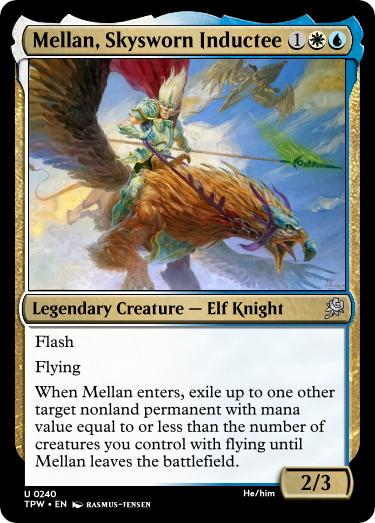 Mellan, Skysworn Inductee 1
Legendary Creature — Elf Knight
Flash
Flying
When Mellan enters, exile up to one other
target nonland permanent with mana
value equal to or less than the number of
creatures you control with flying until
Mellan leaves the battlefield.
2/3
U 0240
He/him
TPW • EN RASMUS-JENSEN